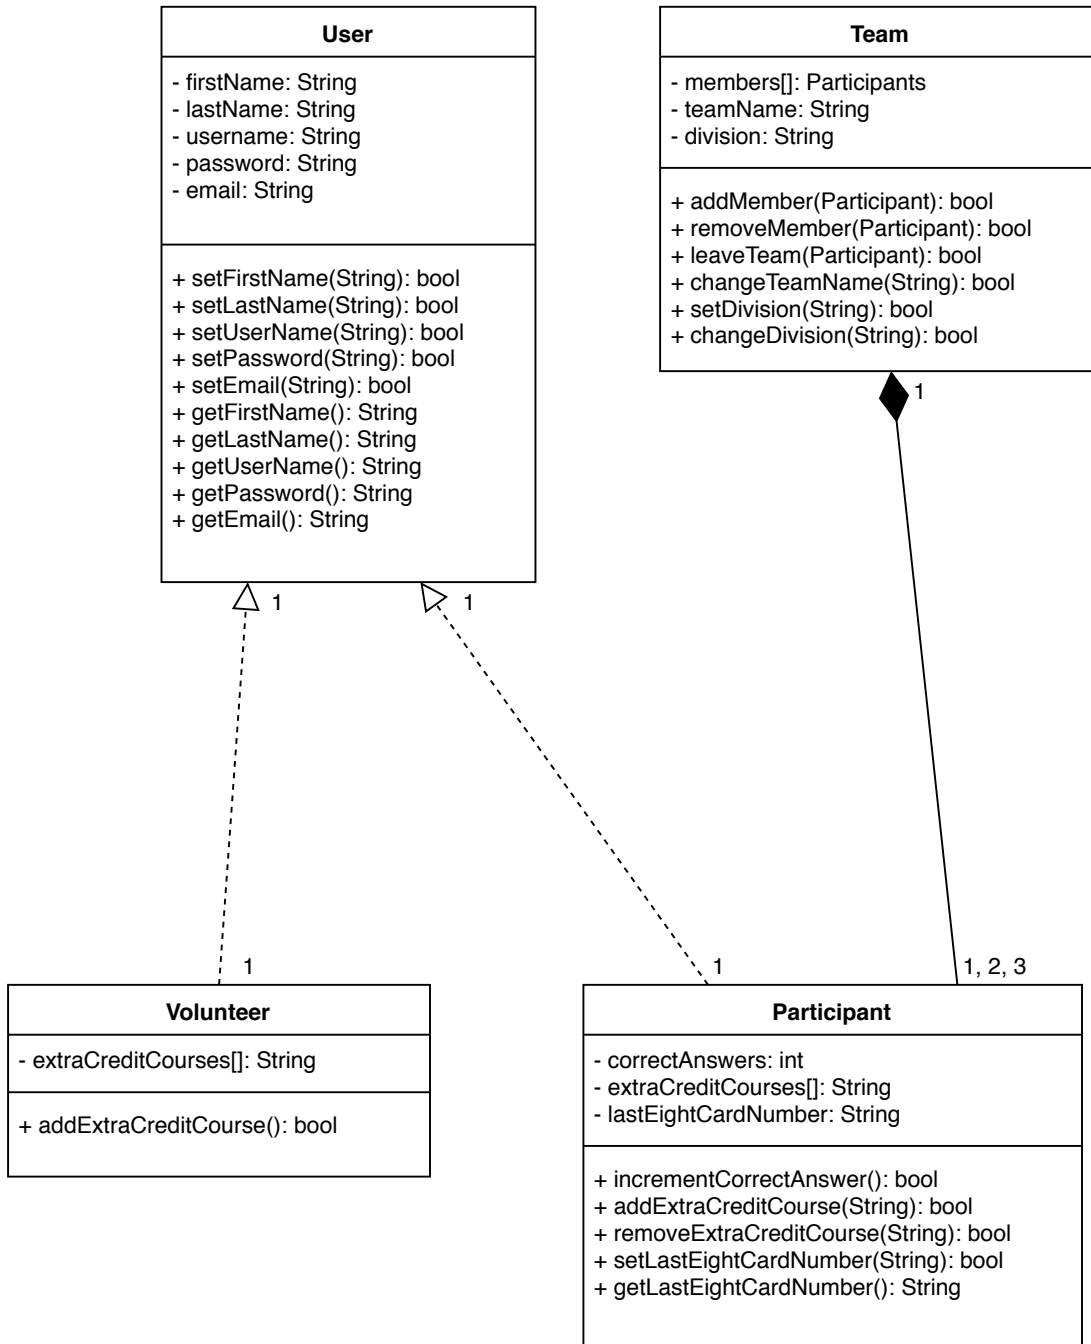 User
- firstName: String
- lastName: String
- username: String
- password: String
- email: String
+ setFirstName(String): bool
+ setLastName(String): bool
+ setUserName(String): bool
+ setPassword(String): bool
+ setEmail(String): bool
+ getFirstName(): String
+ getLastName(): String
+ getUserName(): String
+ getPassword(): String
+ getEmail(): String
Team
- members[]: Participants
- teamName: String
- division: String
+ addMember(Participant): bool
+ removeMember(Participant): bool
+ leaveTeam(Participant): bool
+ changeTeamName(String): bool
+ setDivision(String): bool
+ changeDivision(String): bool
1
1
1
1
1
1, 2, 3
Volunteer
- extraCreditCourses[]: String
+ addExtraCreditCourse(): bool
Participant
- correctAnswers: int
- extraCreditCourses[]: String
- lastEightCardNumber: String
+ incrementCorrectAnswer(): bool
+ addExtraCreditCourse(String): bool
+ removeExtraCreditCourse(String): bool
+ setLastEightCardNumber(String): bool
+ getLastEightCardNumber(): String